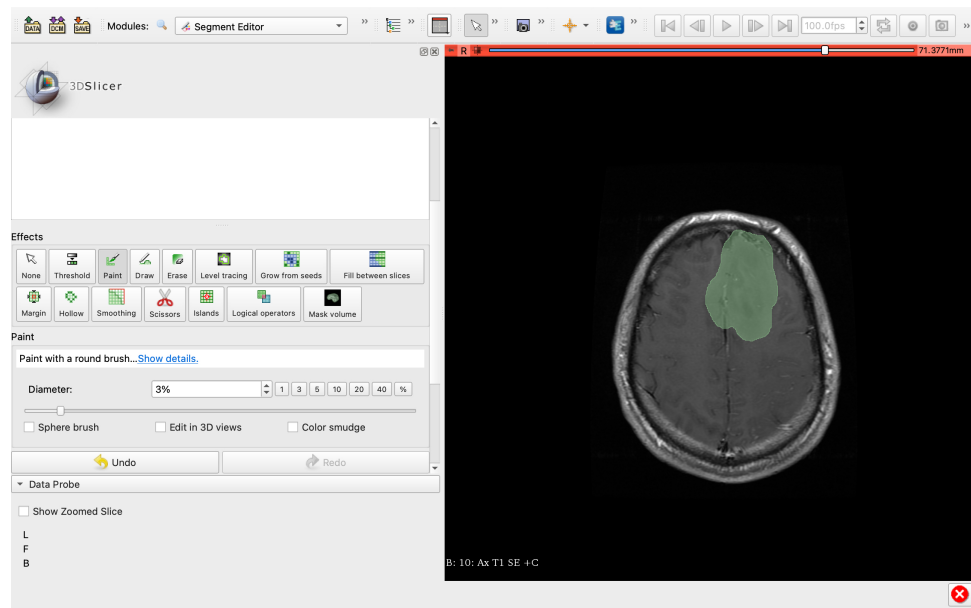 DATA DCM SAVE Modules: Segment Editor » » » » » 100.0fps »
R 71.3771mm
3DSlicer
Effects
None Threshold Paint Draw Erase Level tracing Grow from seeds Fill between slices
Margin Hollow Smoothing Scissors Islands Logical operators Mask volume
Paint
Paint with a round brush...Show details.
Diameter: 3% 1 3 5 10 20 40 %
Sphere brush Edit in 3D views Color smudge
Undo Redo
Data Probe
Show Zoomed Slice
L
F
B
B: 10: Ax T1 SE +C